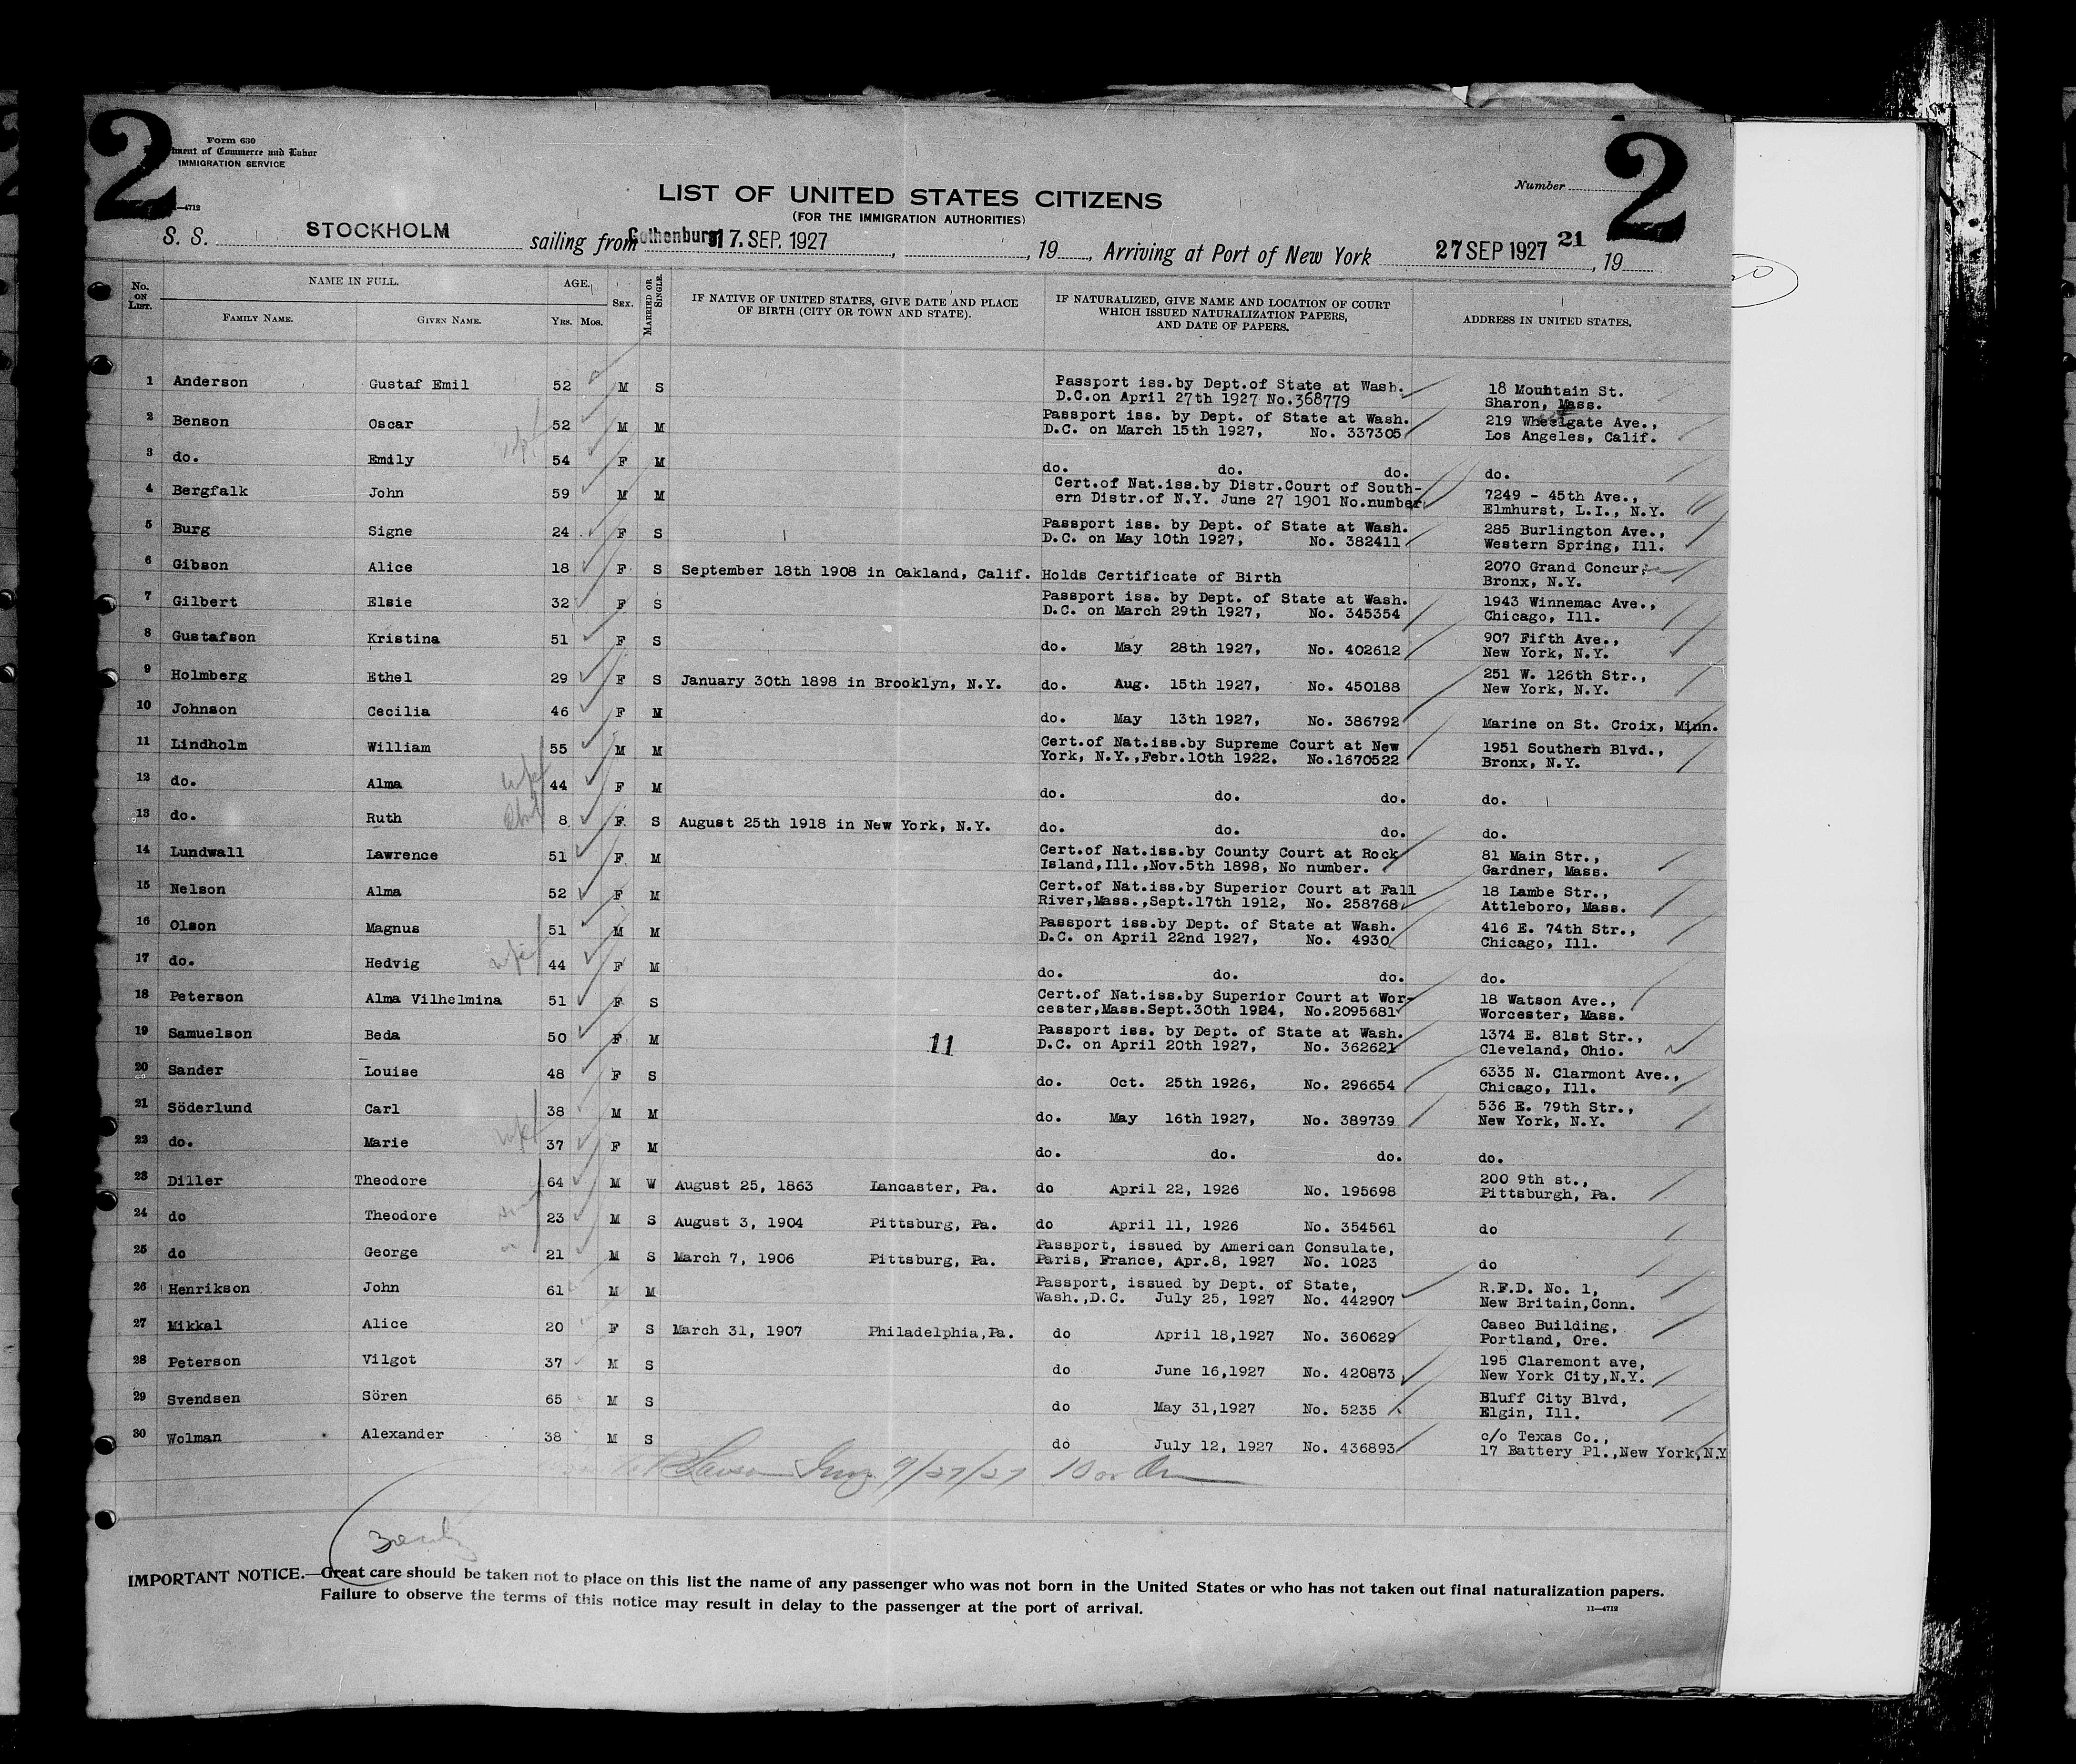 2
2
Form 630
ment of Commerce and Labor
IMMIGRATION SERVICE
—4712
Number
LIST OF UNITED STATES CITIZENS
(FOR THE IMMIGRATION AUTHORITIES)
S. S. STOCKHOLM sailing from Gothenburg 17. SEP. 1927, , 19 , Arriving at Port of New York 27 SEP 1927 21 , 19
No. ON LIST. NAME IN FULL. AGE. SEX. MARRIED OR SINGLE. IF NATIVE OF UNITED STATES, GIVE DATE AND PLACE OF BIRTH (CITY OR TOWN AND STATE). IF NATURALIZED, GIVE NAME AND LOCATION OF COURT WHICH ISSUED NATURALIZATION PAPERS, AND DATE OF PAPERS. ADDRESS IN UNITED STATES.
FAMILY NAME. GIVEN NAME. YRS. MOS.
1 Anderson Gustaf Emil 52 M S Passport iss.by Dept.of State at Wash. 18 Mountain St.
D.C.on April 27th 1927 No.368779 Sharon, Mass.
2 Benson Oscar 52 M M Passport iss. by Dept. of State at Wash. 219 Ave.,
D.C. on March 15th 1927, No. 337305 Los Angeles, Calif.
3 do. Emily 54 F M do. do. do. do.
4 Bergfalk John 59 M M Cert.of Nat.iss.by Distr.Court of South- 7249 - 45th Ave.,
ern Distr.of N.Y. June 27 1901 No.number Elmhurst, L.I., N.Y.
5 Burg Signe 24 F S Passport iss. by Dept. of State at Wash. 285 Burlington Ave.,
D.C. on May 10th 1927, No. 382411 Western Spring, Ill.
6 Gibson Alice 18 F S September 18th 1908 in Oakland, Calif. Holds Certificate of Birth 2070 Grand Concur.
Bronx, N.Y.
7 Gilbert Elsie 32 F S Passport iss. by Dept. of State at Wash. 1943 Winnemac Ave.,
D.C. on March 29th 1927, No. 345354 Chicago, Ill.
8 Gustafson Kristina 51 F S do. May 28th 1927, No. 402612 907 Fifth Ave.,
New York, N.Y.
9 Holmberg Ethel 29 F S January 30th 1898 in Brooklyn, N.Y. do. Aug. 15th 1927, No. 450188 251 W. 126th Str.,
New York, N.Y.
10 Johnson Cecilia 46 F M do. May 13th 1927, No. 386792 Marine on St. Croix, Minn.
11 Lindholm William 55 M M Cert.of Nat.iss.by Supreme Court at New 1951 Southern Blvd.,
York, N.Y.,Febr.10th 1922. No.1670522 Bronx, N.Y.
12 do. Alma 44 F M do. do. do. do.
13 do. Ruth 8 F S August 25th 1918 in New York, N.Y. do. do. do. do.
14 Lundwall Lawrence 51 F M Cert.of Nat.iss.by County Court at Rock 81 Main Str.,
Island,Ill.,Nov.5th 1898, No number. Gardner, Mass.
15 Nelson Alma 52 F M Cert.of Nat.iss.by Superior Court at Fall 18 Lambe Str.,
River,Mass.,Sept.17th 1912, No. 258768 Attleboro, Mass.
16 Olson Magnus 51 M M Passport iss.by Dept. of State at Wash. 416 E. 74th Str.,
D.C. on April 22nd 1927, No. 4930 Chicago, Ill.
17 do. Hedvig 44 F M do. do. do. do.
18 Peterson Alma Vilhelmina 51 F S Cert.of Nat.iss.by Superior Court at Wor- 18 Watson Ave.,
cester,Mass.Sept.30th 1924, No.2095681 Worcester, Mass.
19 Samuelson Beda 50 F M 11 Passport iss. by Dept. of State at Wash. 1374 E. 81st Str.,
D.C. on April 20th 1927, No. 362621 Cleveland, Ohio.
20 Sander Louise 48 F S do. Oct. 25th 1926, No. 296654 6335 N. Clarmont Ave.,
Chicago, Ill.
21 Söderlund Carl 38 M M do. May 16th 1927, No. 389739 536 E. 79th Str.,
New York, N.Y.
22 do. Marie 37 F M do. do. do. do.
23 Diller Theodore 64 M W August 25, 1863 Lancaster, Pa. do April 22, 1926 No. 195698 200 9th st.,
Pittsburgh, Pa.
24 do Theodore 23 M S August 3, 1904 Pittsburg, Pa. do April 11, 1926 No. 354561 do
25 do George 21 M S March 7, 1906 Pittsburg, Pa. Passport, issued by American Consulate,
Paris, France, Apr.8, 1927 No. 1023 do
26 Henrikson John 61 M M Passport, issued by Dept. of State, R.F.D. No. 1,
Wash.,D.C. July 25, 1927 No. 442907 New Britain,Conn.
27 Mikkal Alice 20 F S March 31, 1907 Philadelphia,Pa. do April 18,1927 No. 360629 Caseo Building,
Portland, Ore.
28 Peterson Vilgot 37 M S do June 16,1927 No. 420873 195 Claremont ave,
New York City,N.Y.
29 Svendsen Sören 65 M S do May 31,1927 No. 5235 Bluff City Blvd,
Elgin, Ill.
30 Wolman Alexander 38 M S do July 12, 1927 No. 436893 c/o Texas Co.,
17 Battery Pl.,New York,N.Y
9/27/27
IMPORTANT NOTICE.—Great care should be taken not to place on this list the name of any passenger who was not born in the United States or who has not taken out final naturalization papers.
Failure to observe the terms of this notice may result in delay to the passenger at the port of arrival.
11—4712